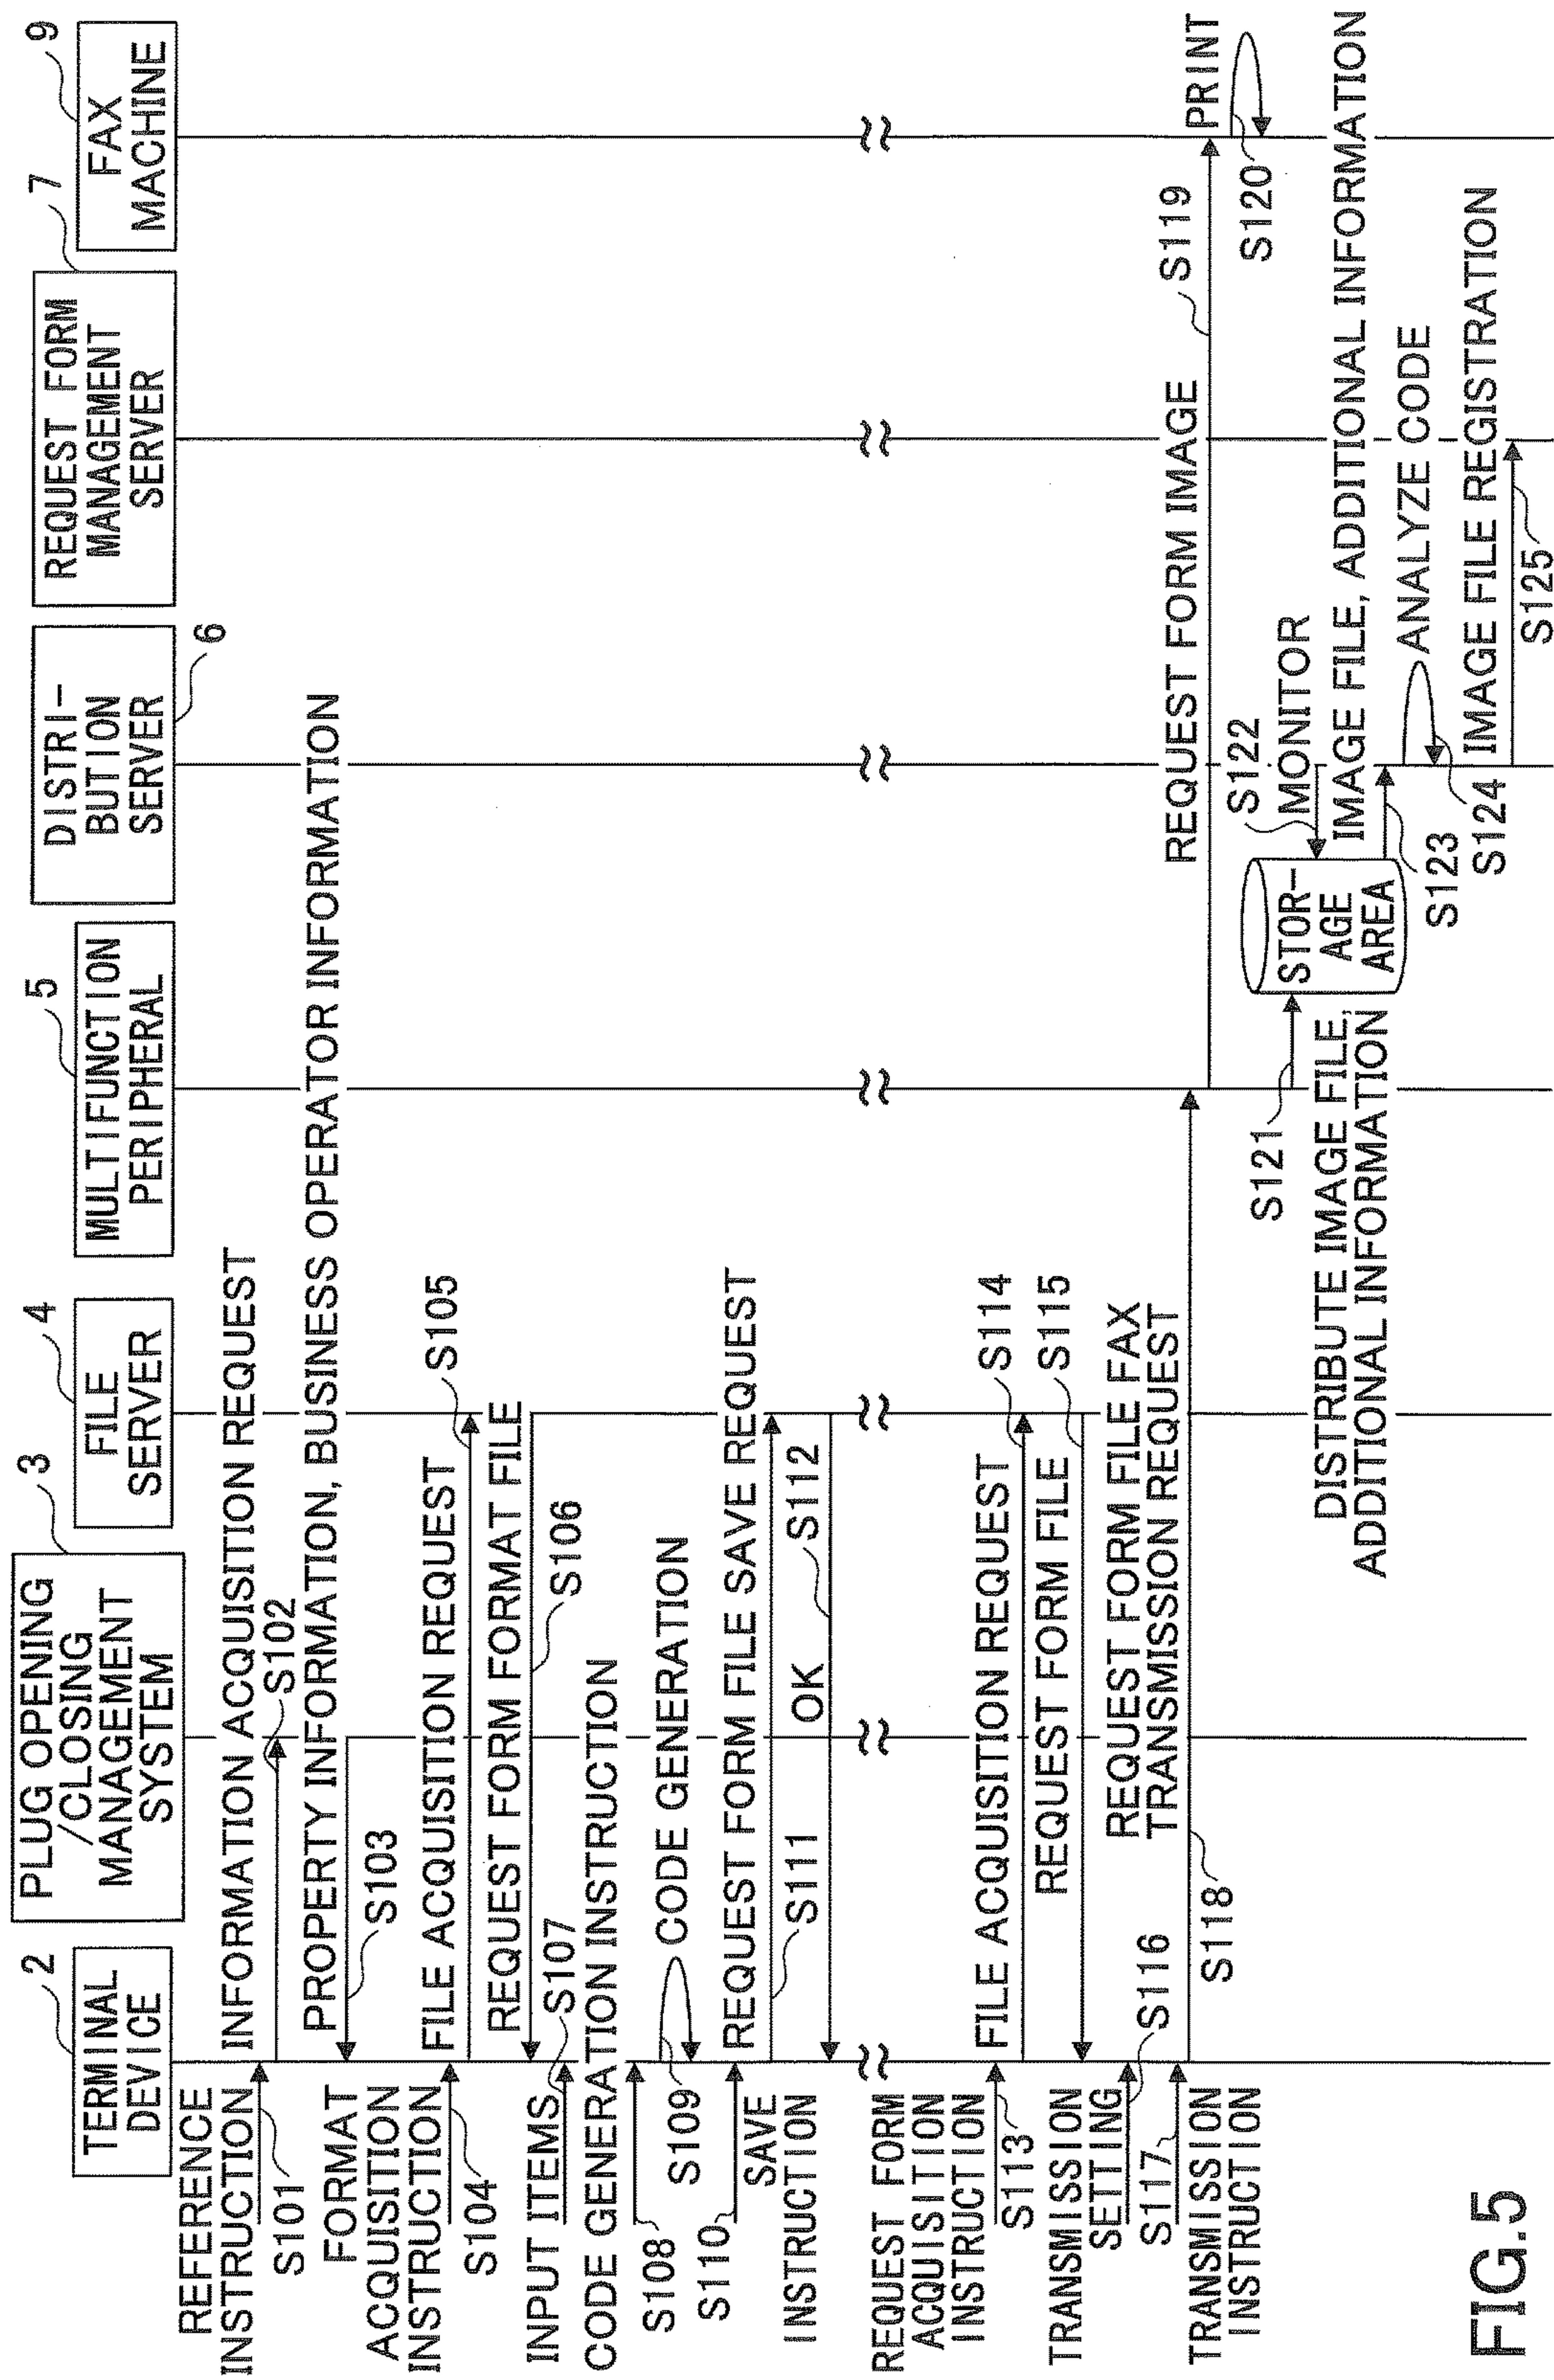 2
TERMINAL
DEVICE
3
PLUG OPENING
/CLOSING
MANAGEMENT
SYSTEM
4
FILE
SERVER
5
MULTIFUNCTION
PERIPHERAL
DISTRI-
BUTION
SERVER
6
REQUEST FORM
MANAGEMENT
SERVER
7
FAX
MACHINE
9
REFERENCE
INSTRUCTION
S101
INFORMATION ACQUISITION REQUEST
S102
PROPERTY INFORMATION, BUSINESS OPERATOR INFORMATION
S103
FORMAT
ACQUISITION
INSTRUCTION
S104
FILE ACQUISITION REQUEST
S105
REQUEST FORM FORMAT FILE
S106
INPUT ITEMS
S107
CODE GENERATION INSTRUCTION
S108
CODE GENERATION
S109
S110
SAVE
INSTRUCTION
REQUEST FORM FILE SAVE REQUEST
S111
OK
S112
REQUEST FORM
ACQUISITION
INSTRUCTION
S113
FILE ACQUISITION REQUEST
S114
REQUEST FORM FILE
S115
TRANSMISSION
SETTING
S116
S117
TRANSMISSION
INSTRUCTION
REQUEST FORM FILE FAX
TRANSMISSION REQUEST
S118
REQUEST FORM IMAGE
S119
PRINT
S120
S121
DISTRIBUTE IMAGE FILE,
ADDITIONAL INFORMATION
STOR-
AGE
AREA
S122
MONITOR
IMAGE FILE, ADDITIONAL INFORMATION
S123
ANALYZE CODE
S124
IMAGE FILE REGISTRATION
S125
FIG.5